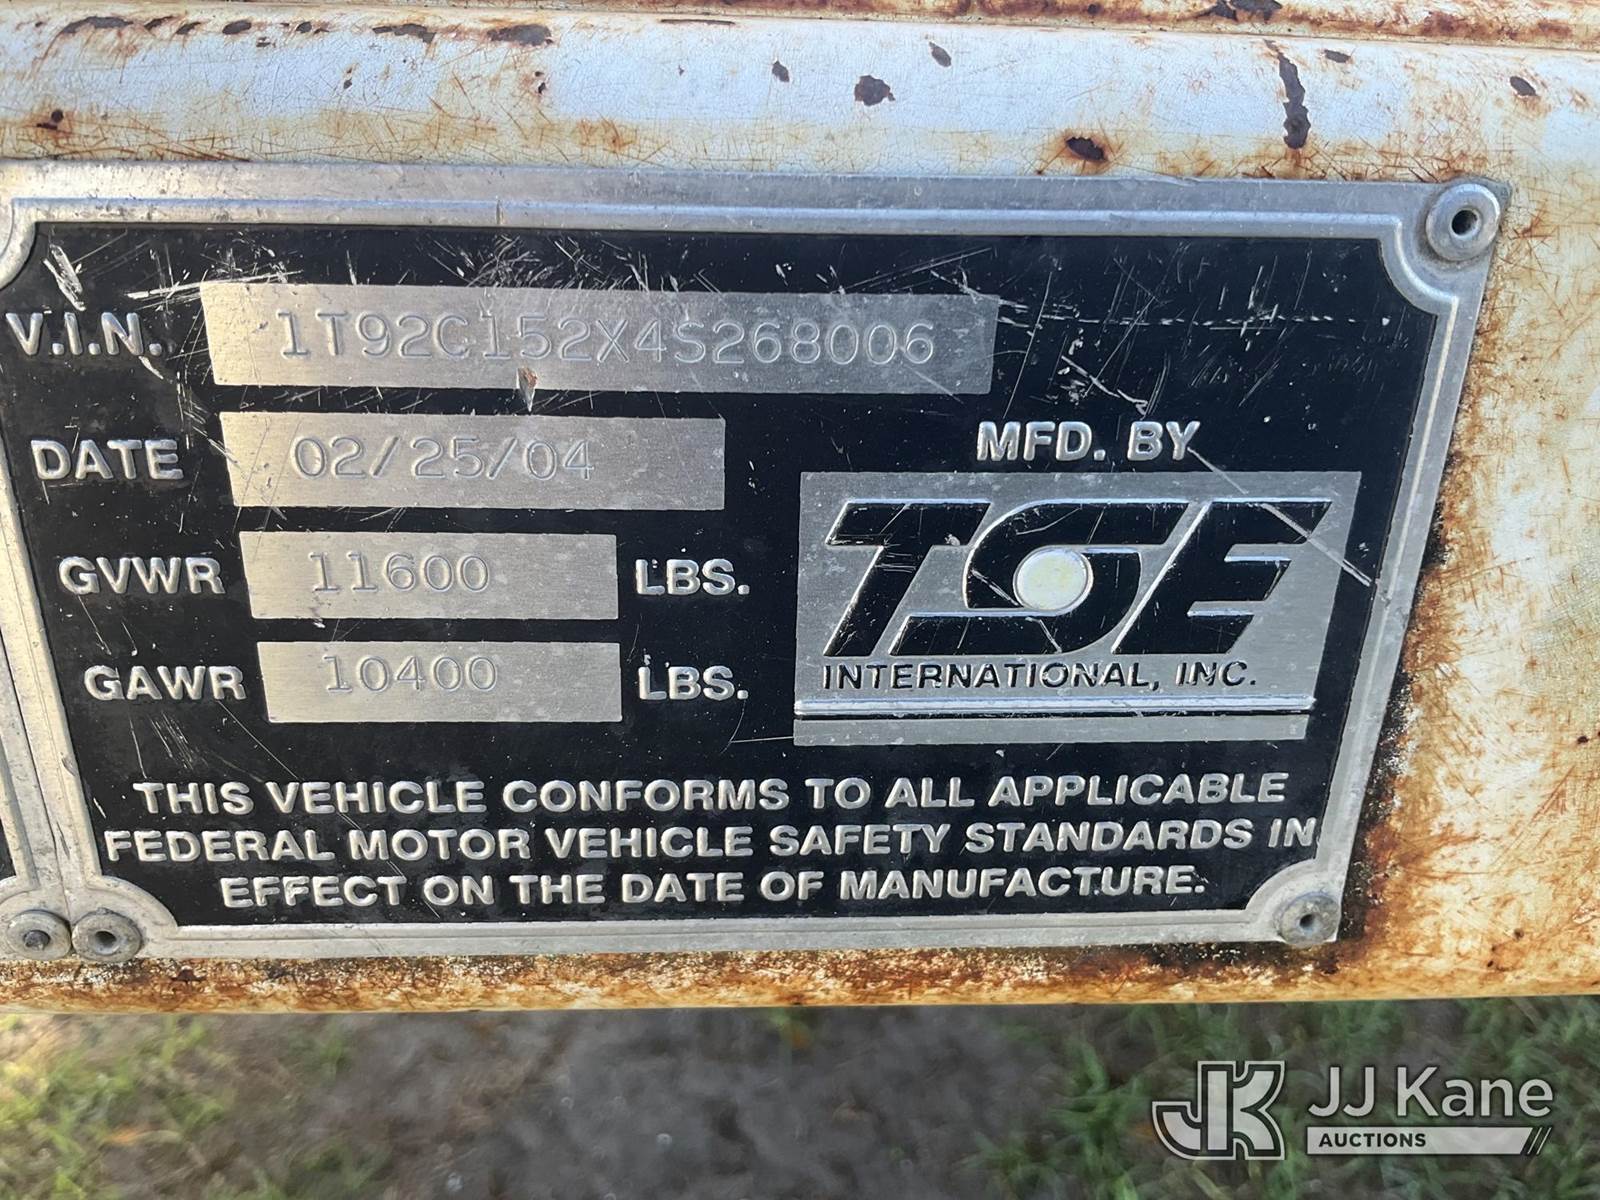 V.I.N. 1T92C152X4S268006
DATE 02/25/04
GVWR 11600 LBS.
GAWR 10400 LBS.
MFD. BY
TSE
INTERNATIONAL, INC.
THIS VEHICLE CONFORMS TO ALL APPLICABLE
FEDERAL MOTOR VEHICLE SAFETY STANDARDS IN
EFFECT ON THE DATE OF MANUFACTURE.
JK JJ Kane
AUCTIONS